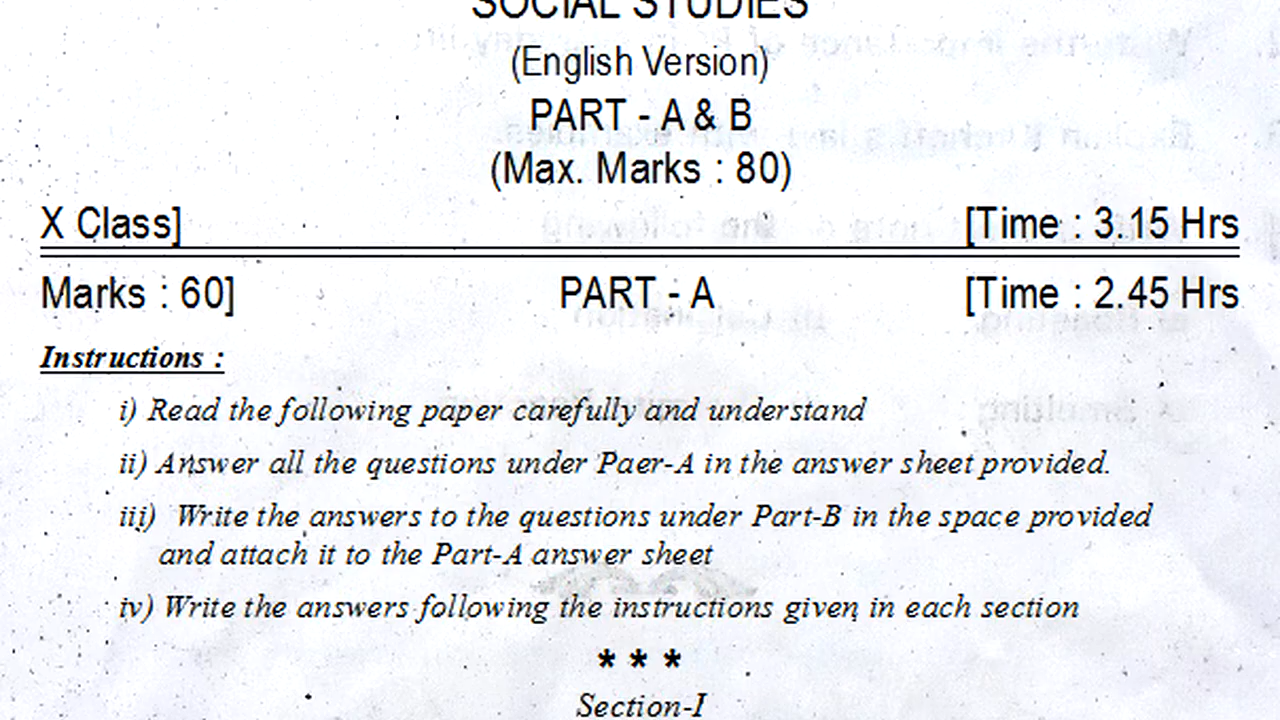 SOCIAL STUDIES
(English Version)
PART - A & B
(Max. Marks : 80)
X Class] [Time : 3.15 Hrs
Marks : 60] PART - A [Time : 2.45 Hrs
Instructions :
i) Read the following paper carefully and understand
ii) Answer all the questions under Paer-A in the answer sheet provided.
iii) Write the answers to the questions under Part-B in the space provided
and attach it to the Part-A answer sheet
iv) Write the answers following the instructions given in each section
* * *
Section-I